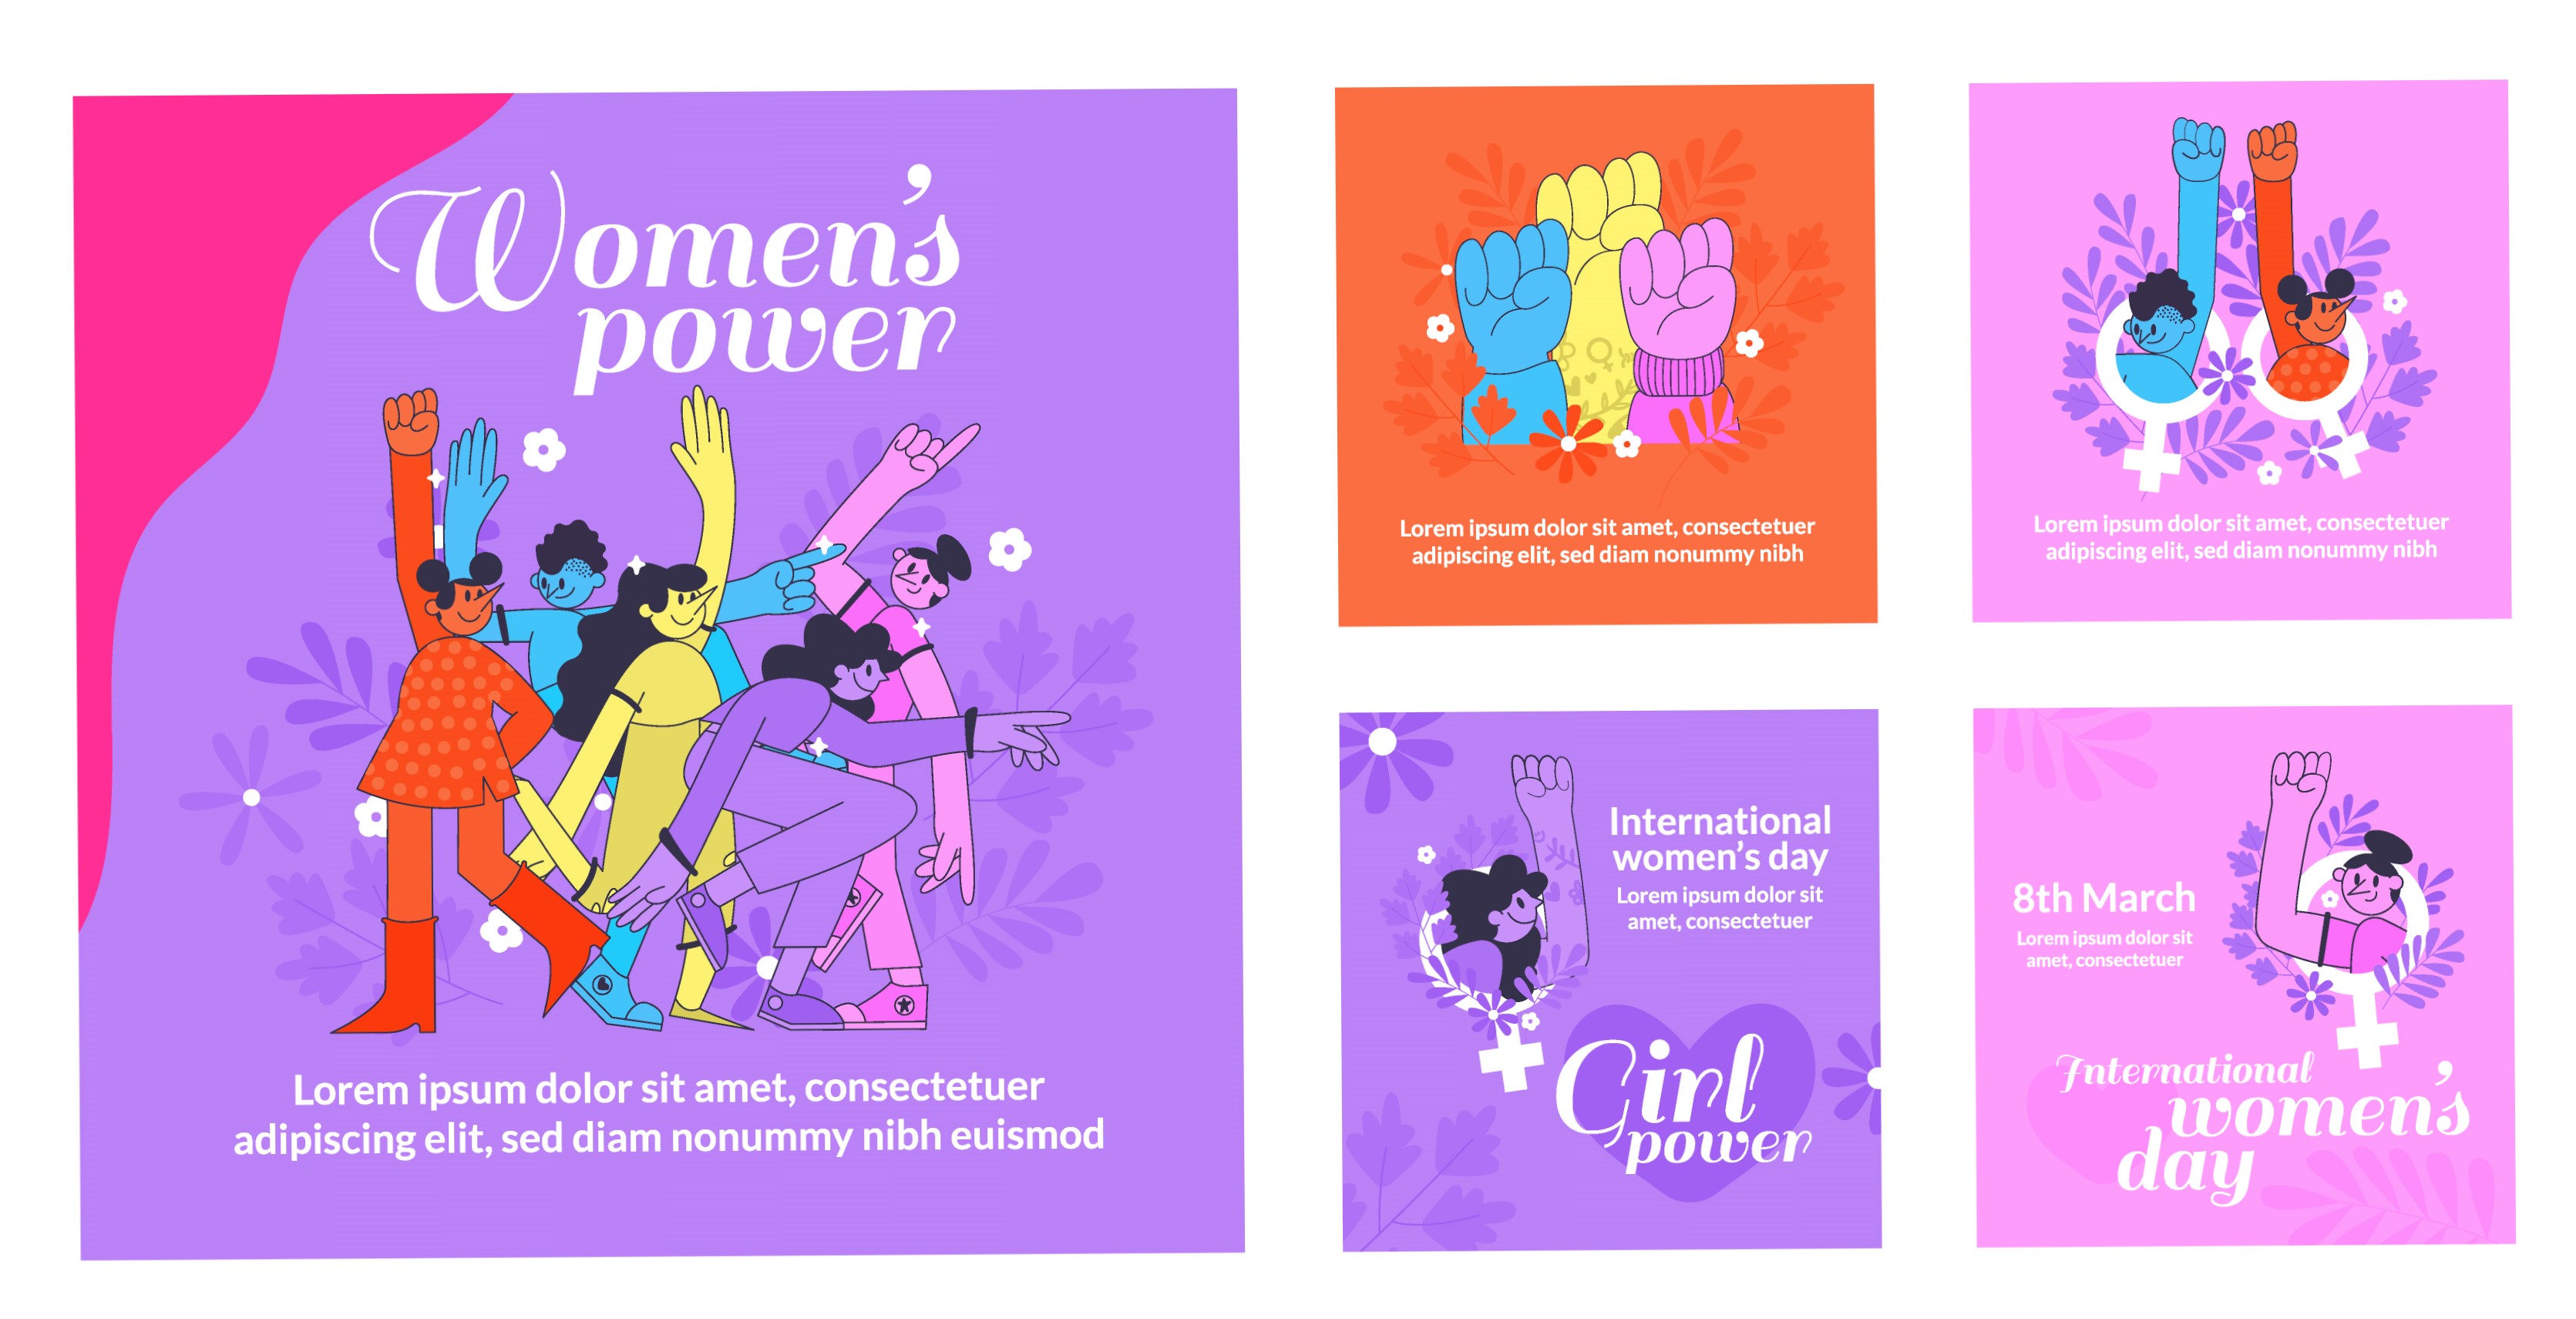 Women's
power
Lorem ipsum dolor sit amet, consectetuer
adipiscing elit, sed diam nonummy nibh euismod
Lorem ipsum dolor sit amet, consectetuer
adipiscing elit, sed diam nonummy nibh
Lorem ipsum dolor sit amet, consectetuer
adipiscing elit, sed diam nonummy nibh
International
women's day
Lorem ipsum dolor sit
amet, consectetuer
Girl
power
8th March
Lorem ipsum dolor sit
amet, consectetuer
International
women's
day